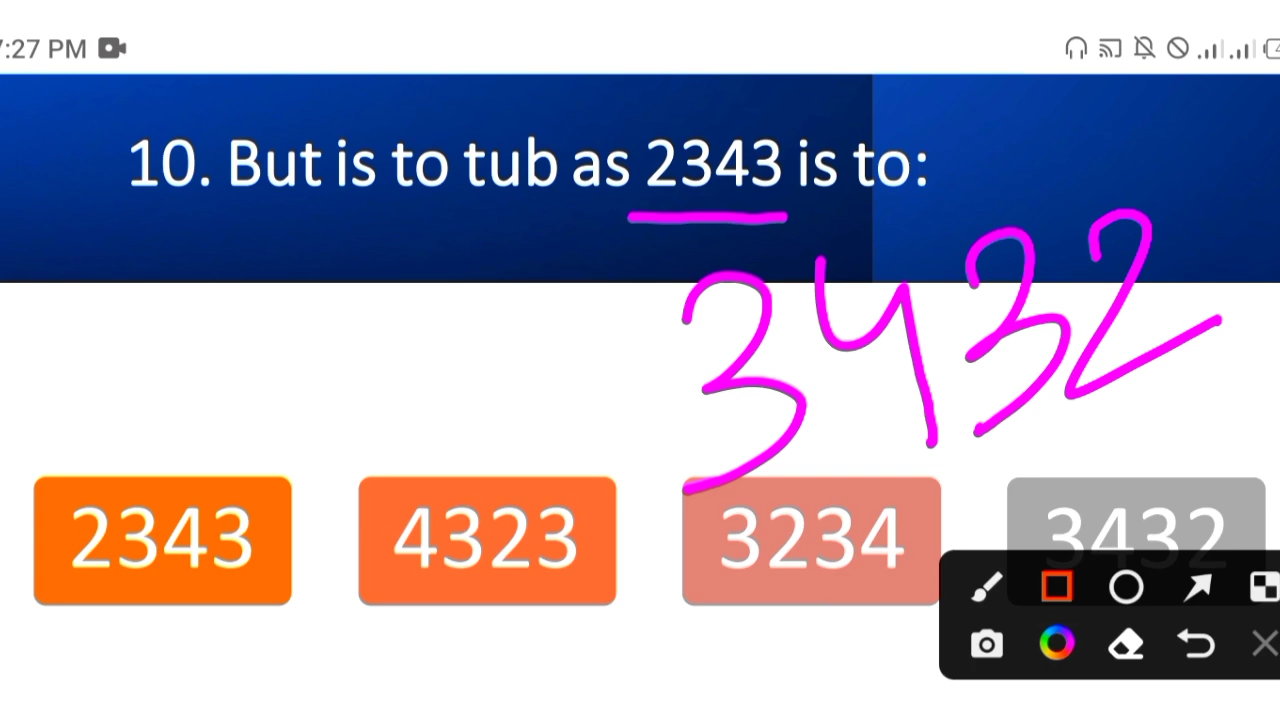 7:27 PM
10. But is to tub as 2343 is to:
3432
2343 4323 3234 3432